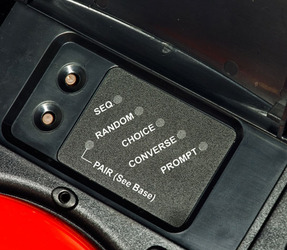 SEQ
RANDOM
CHOICE
CONVERSE
PROMPT
PAIR (See Base)